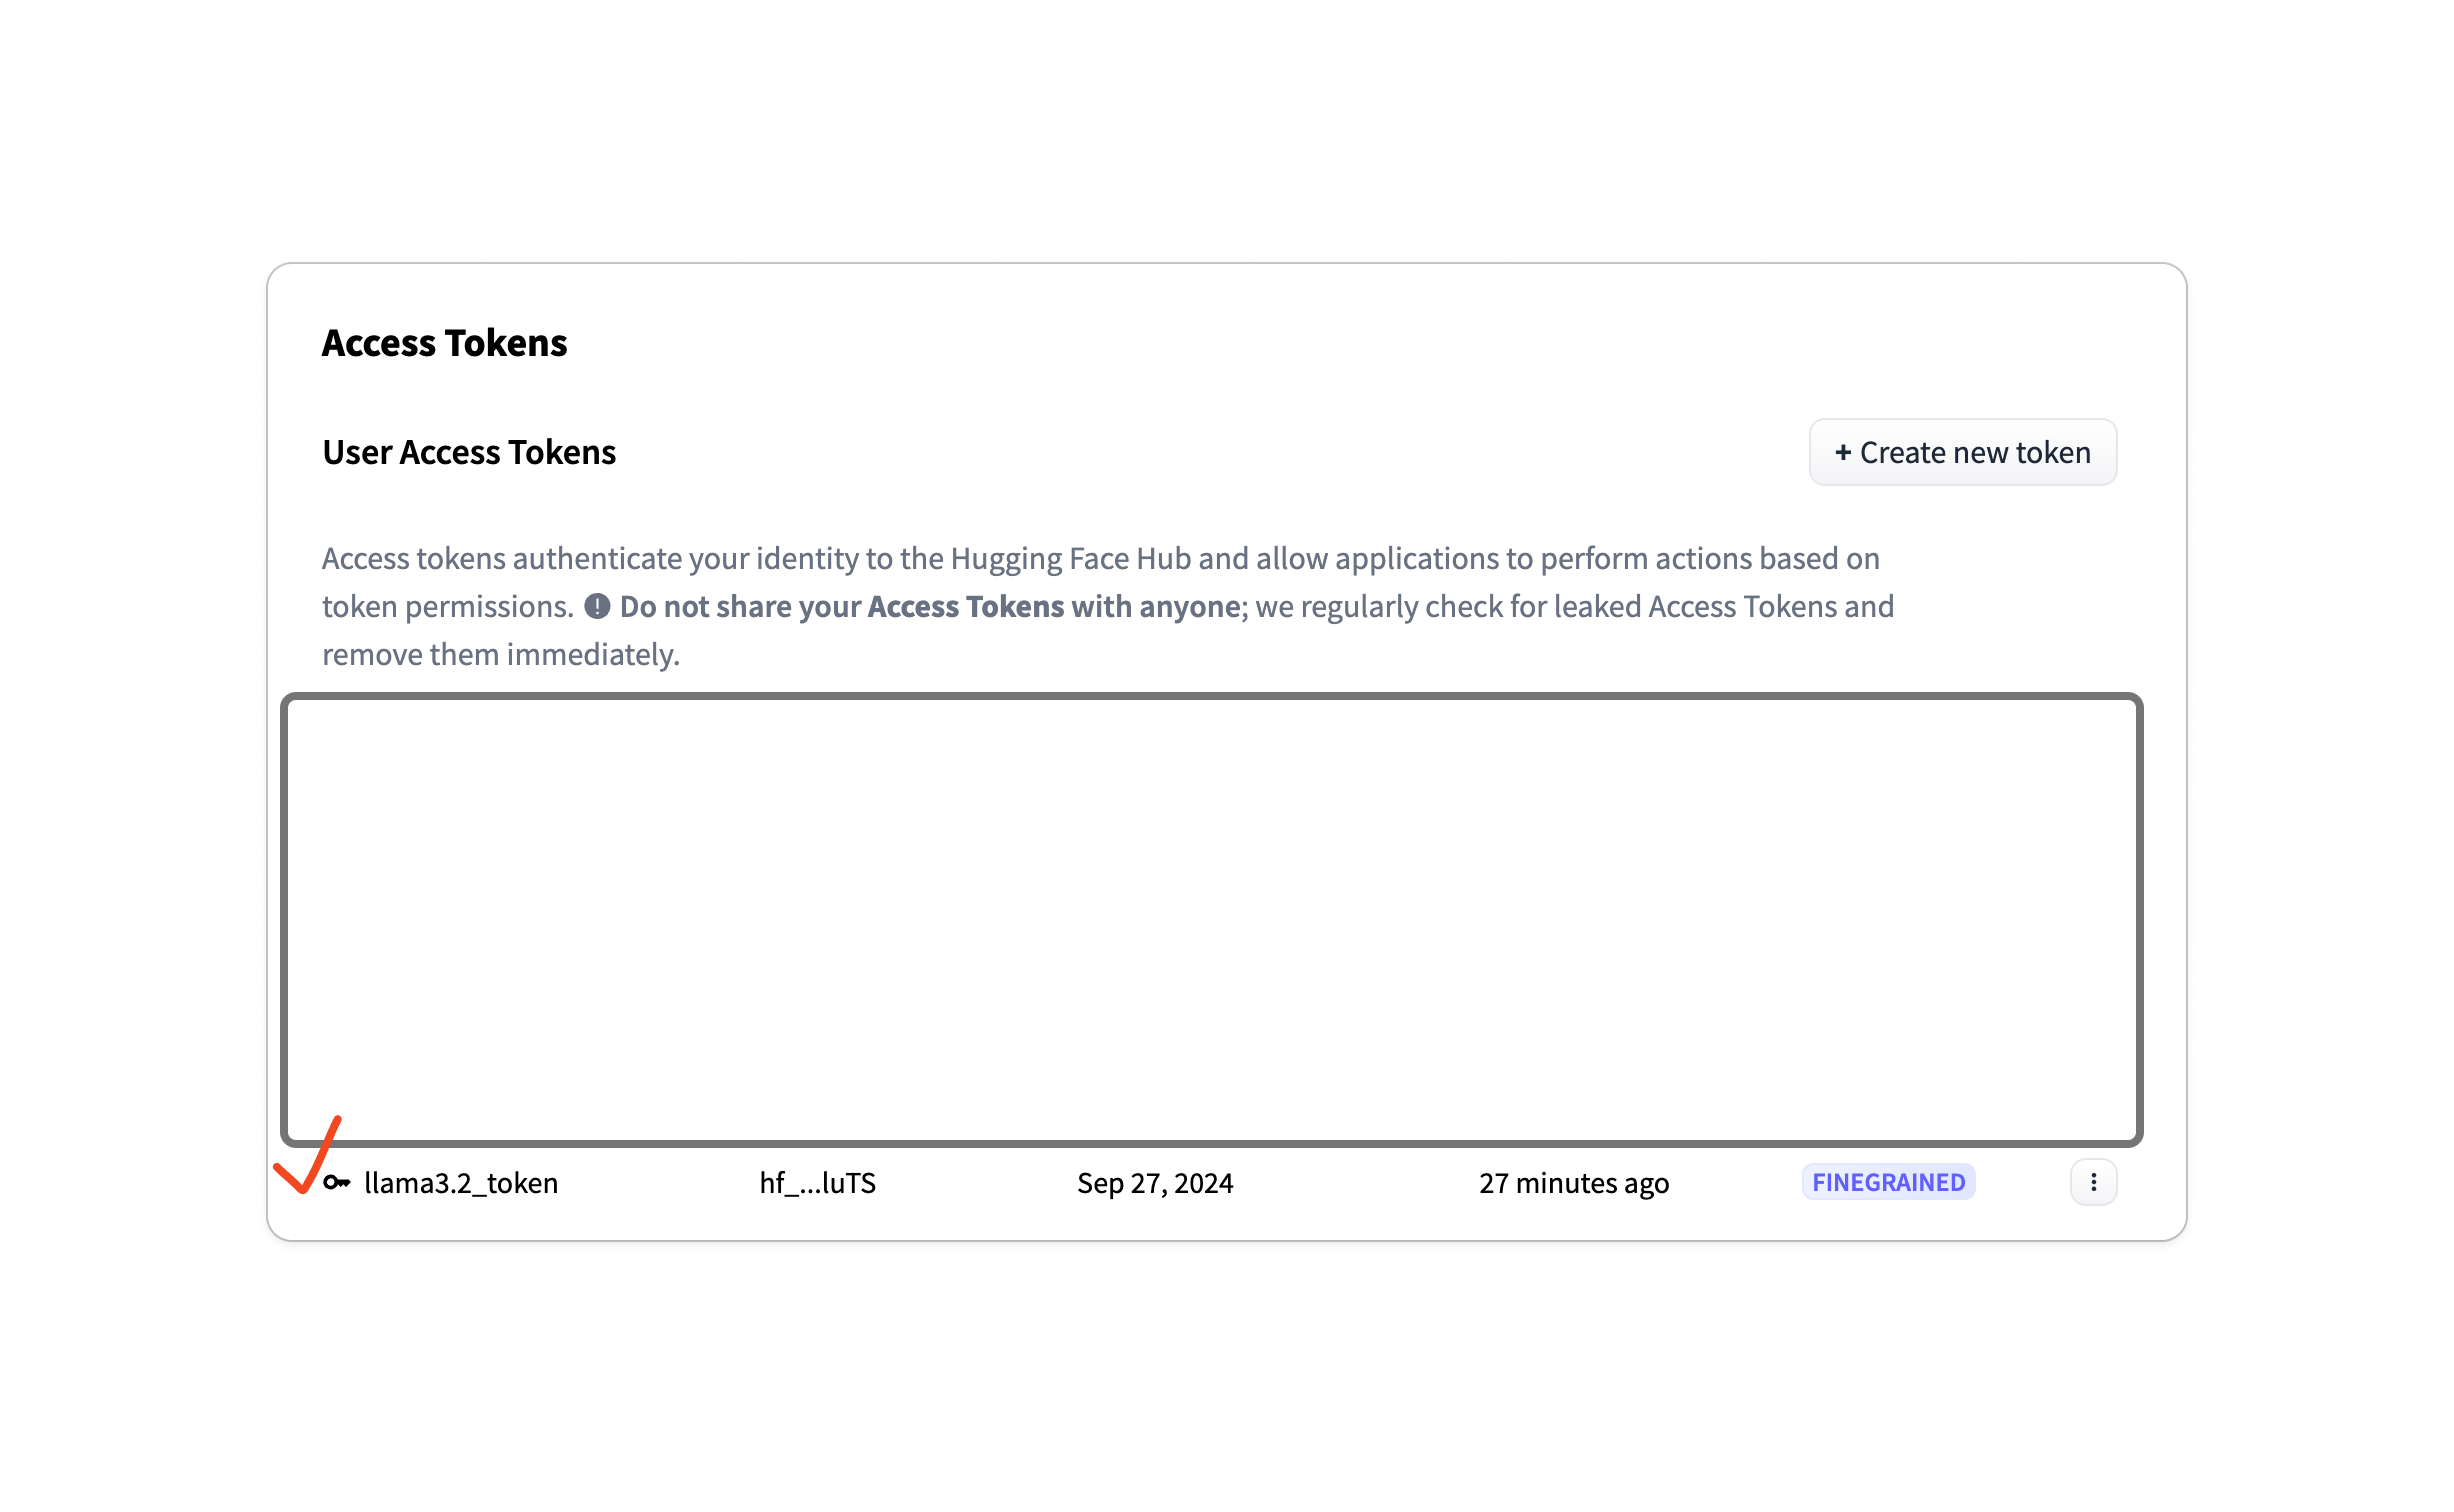 Access Tokens
User Access Tokens
+ Create new token
Access tokens authenticate your identity to the Hugging Face Hub and allow applications to perform actions based on
token permissions. Do not share your Access Tokens with anyone; we regularly check for leaked Access Tokens and
remove them immediately.
llama3.2_token hf_...luTS Sep 27, 2024 27 minutes ago FINEGRAINED